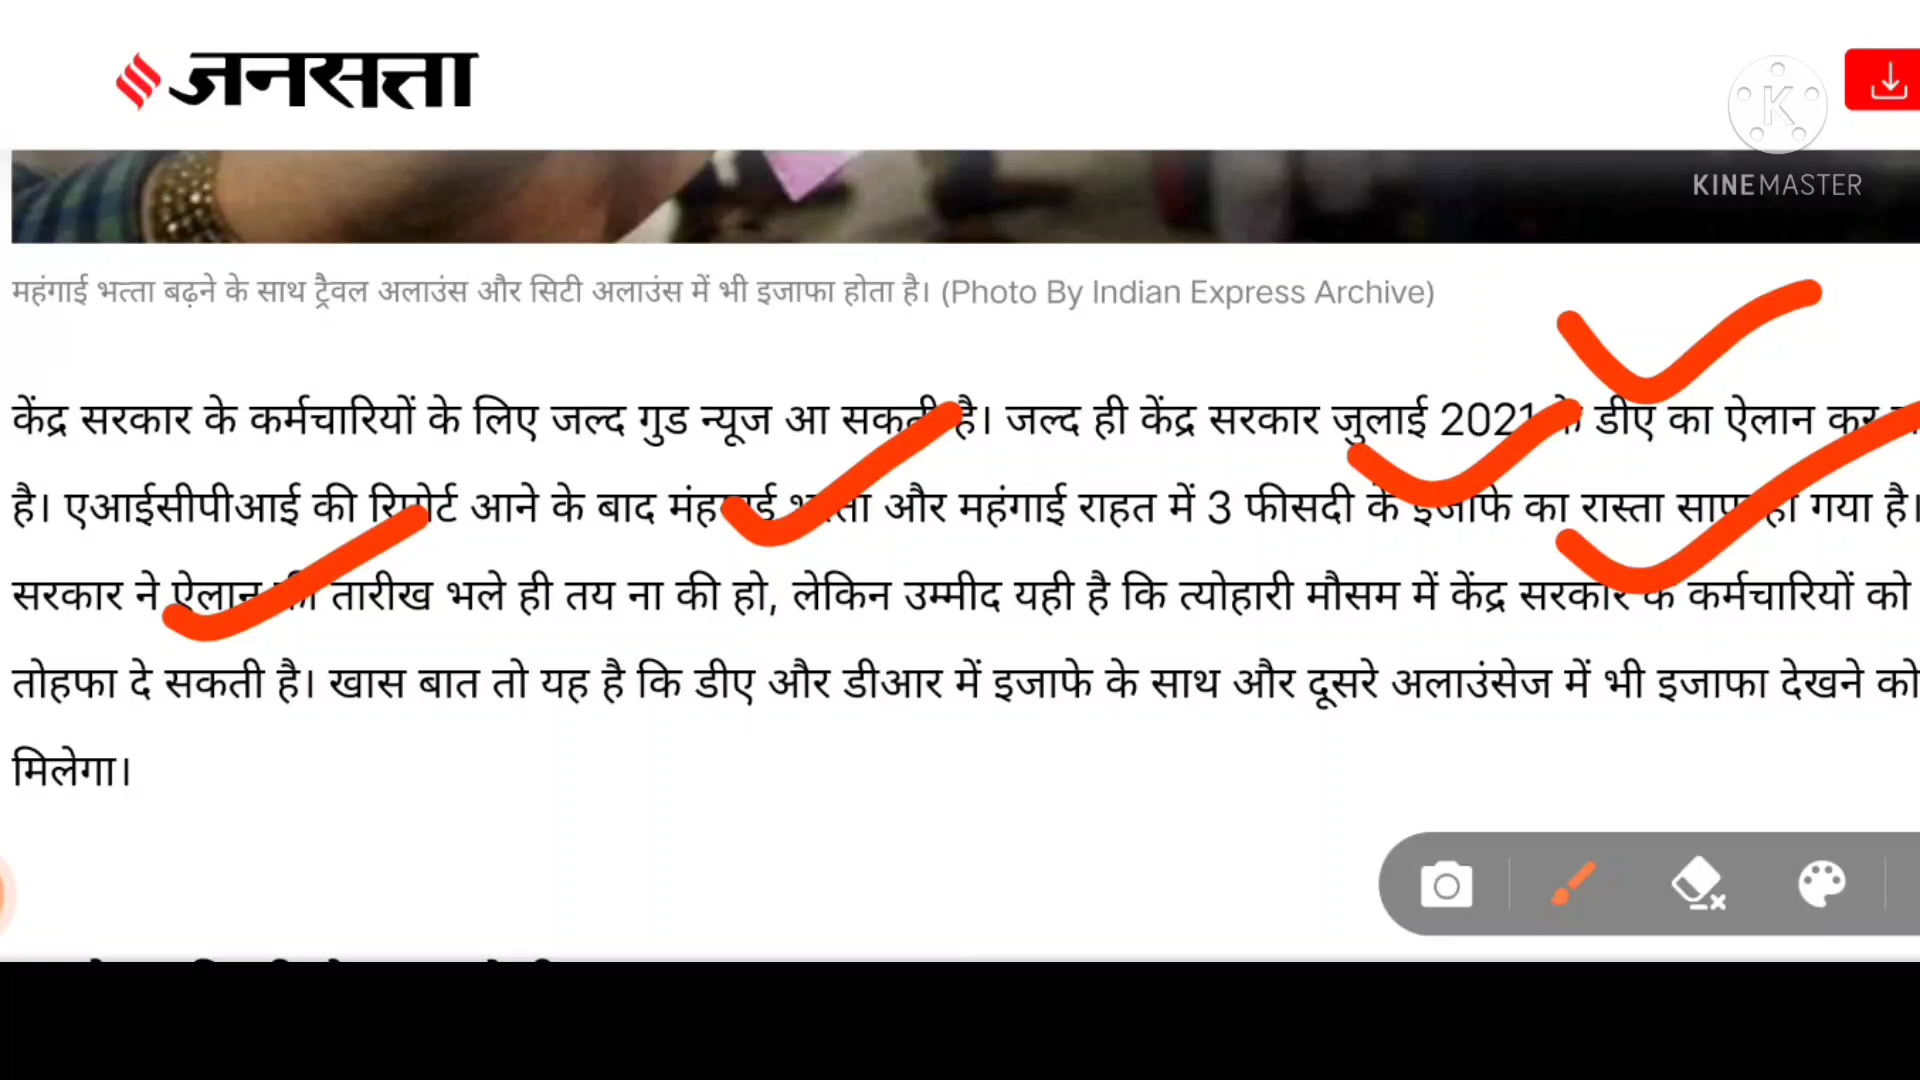 जनसत्ता
KINEMASTER
महंगाई भत्ता बढ़ने के साथ ट्रैवल अलाउंस और सिटी अलाउंस में भी इजाफा होता है। (Photo By Indian Express Archive)
केंद्र सरकार के कर्मचारियों के लिए जल्द गुड न्यूज आ सकती है। जल्द ही केंद्र सरकार जुलाई 2021 के डीए का ऐलान कर
है। एआईसीपीआई की रिपोर्ट आने के बाद मंहगाई भत्ता और महंगाई राहत में 3 फीसदी के इजाफे का रास्ता साफ हो गया है।
सरकार ने ऐलान की तारीख भले ही तय ना की हो, लेकिन उम्मीद यही है कि त्योहारी मौसम में केंद्र सरकार के कर्मचारियों को
तोहफा दे सकती है। खास बात तो यह है कि डीए और डीआर में इजाफे के साथ और दूसरे अलाउंसेज में भी इजाफा देखने को
मिलेगा।